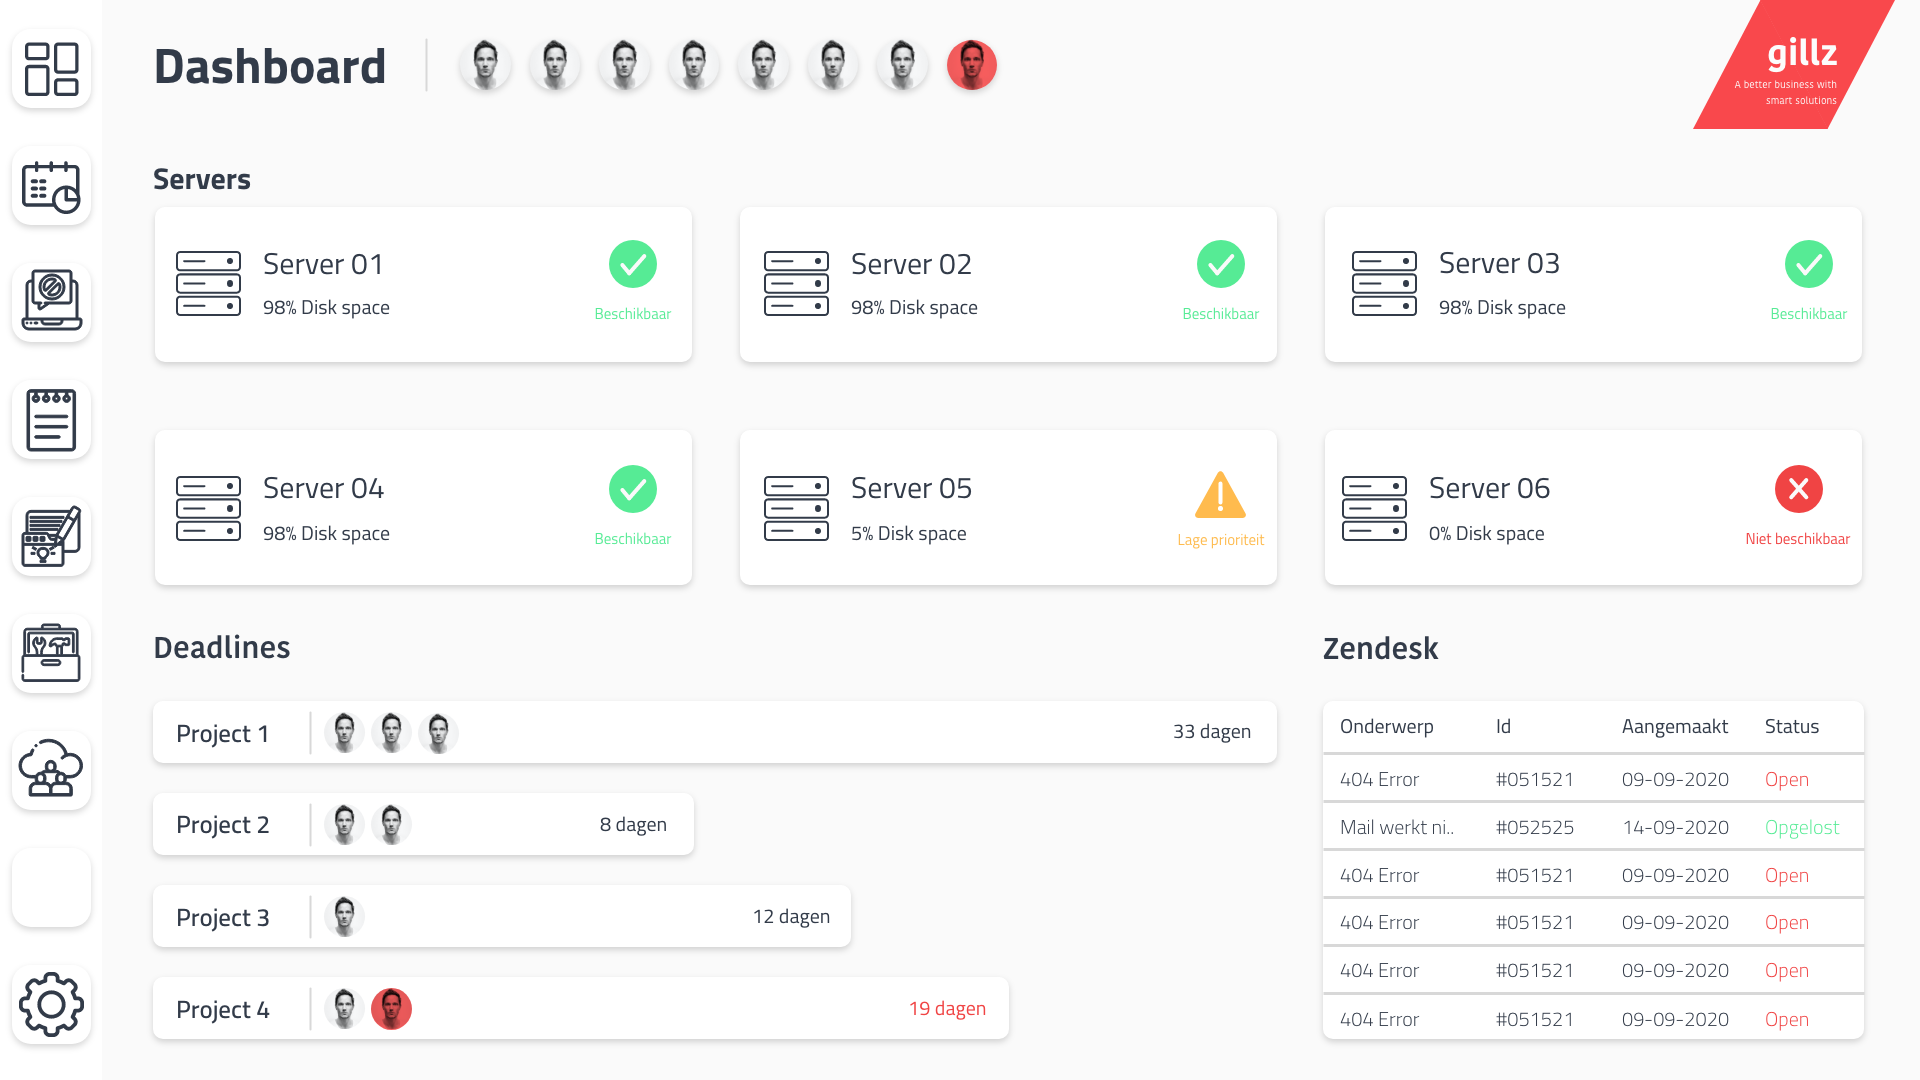 Dashboard
gillz
A better business with
smart solutions
Servers
Server 01
98% Disk space
Beschikbaar
Server 02
98% Disk space
Beschikbaar
Server 03
98% Disk space
Beschikbaar
Server 04
98% Disk space
Beschikbaar
Server 05
5% Disk space
Lage prioriteit
Server 06
0% Disk space
Niet beschikbaar
Deadlines
Project 1
33 dagen
Project 2
8 dagen
Project 3
12 dagen
Project 4
19 dagen
Zendesk
Onderwerp Id Aangemaakt Status
404 Error #051521 09-09-2020 Open
Mail werkt ni.. #052525 14-09-2020 Opgelost
404 Error #051521 09-09-2020 Open
404 Error #051521 09-09-2020 Open
404 Error #051521 09-09-2020 Open
404 Error #051521 09-09-2020 Open